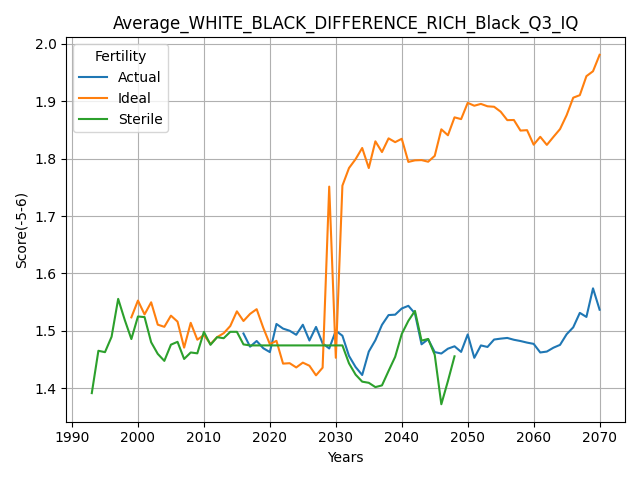 Average_WHITE_BLACK_DIFFERENCE_RICH_Black_Q3_IQ
Fertility
Actual
Ideal
Sterile
Score(-5-6)
2.0
1.9
1.8
1.7
1.6
1.5
1.4
1990 2000 2010 2020 2030 2040 2050 2060 2070
Years